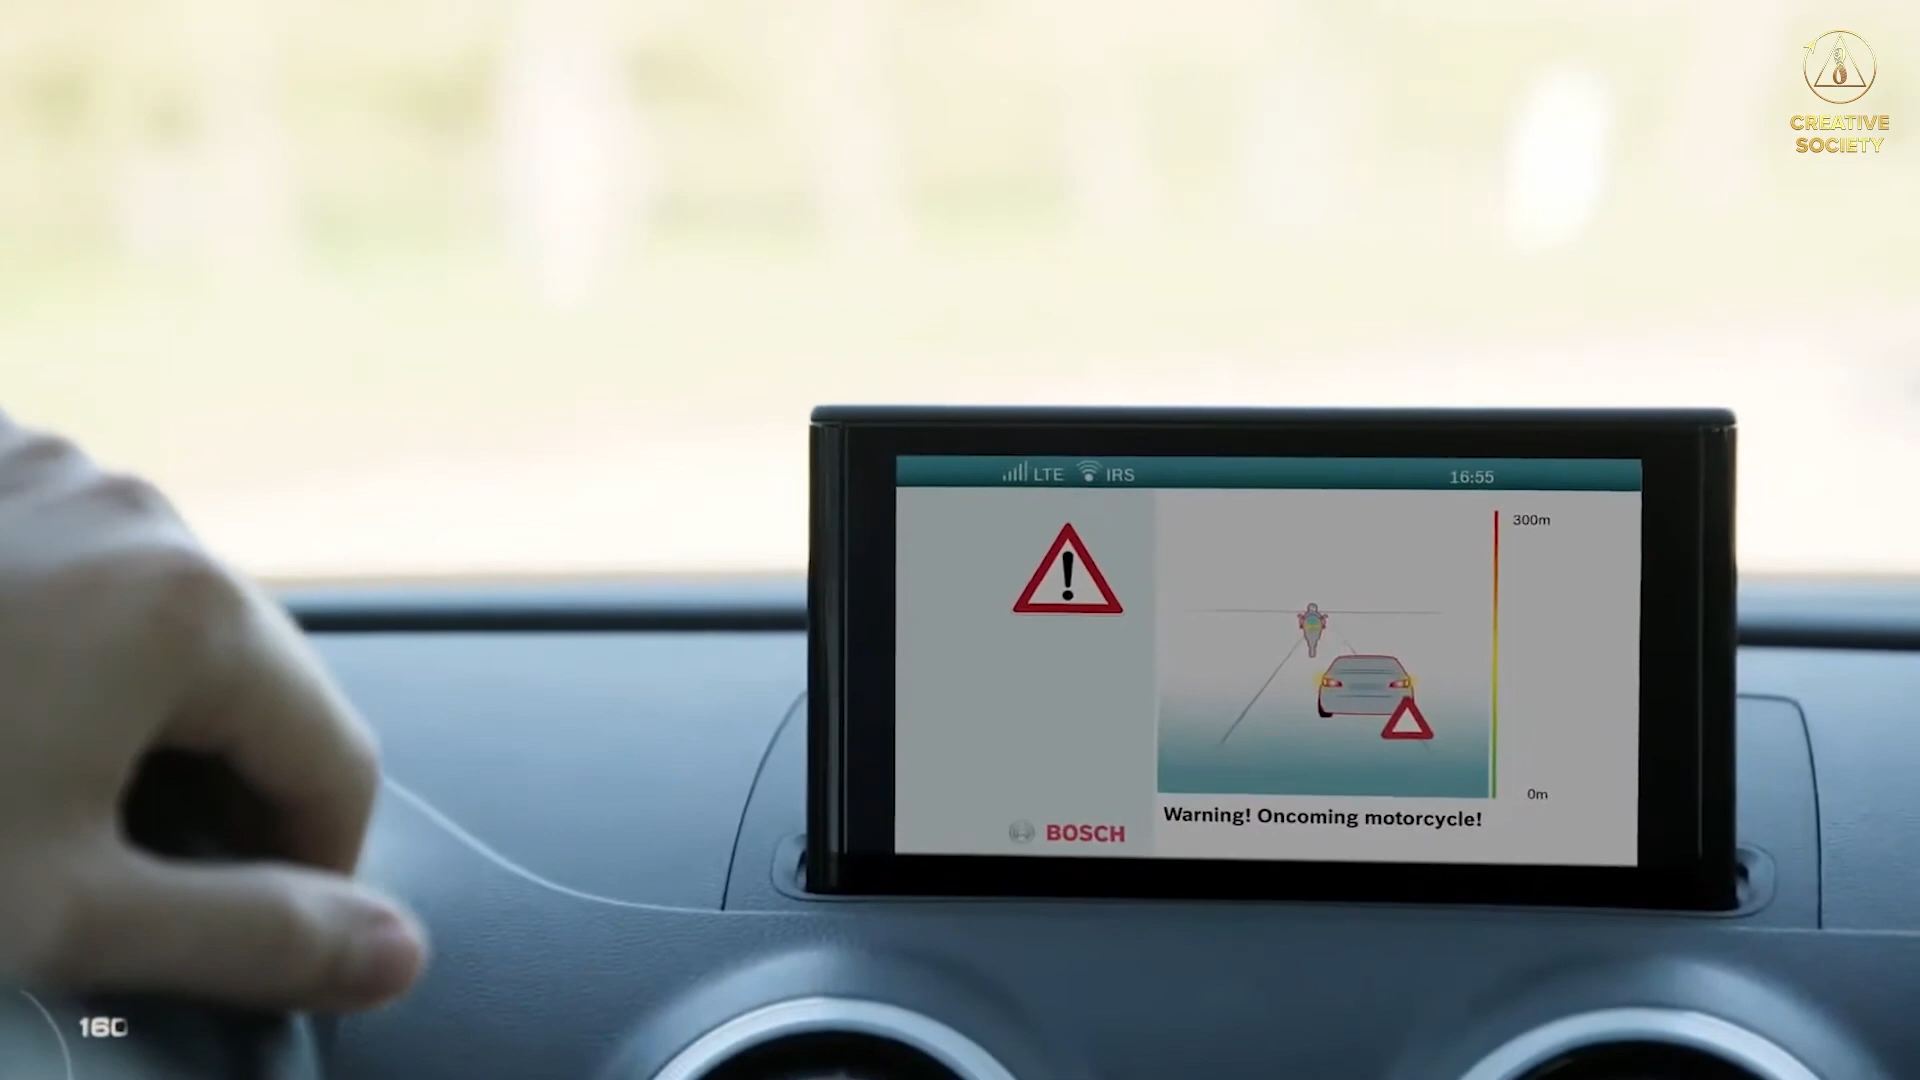 CREATIVE
SOCIETY
LTE IRS 16:55
300m
0m
Warning! Oncoming motorcycle!
BOSCH
160